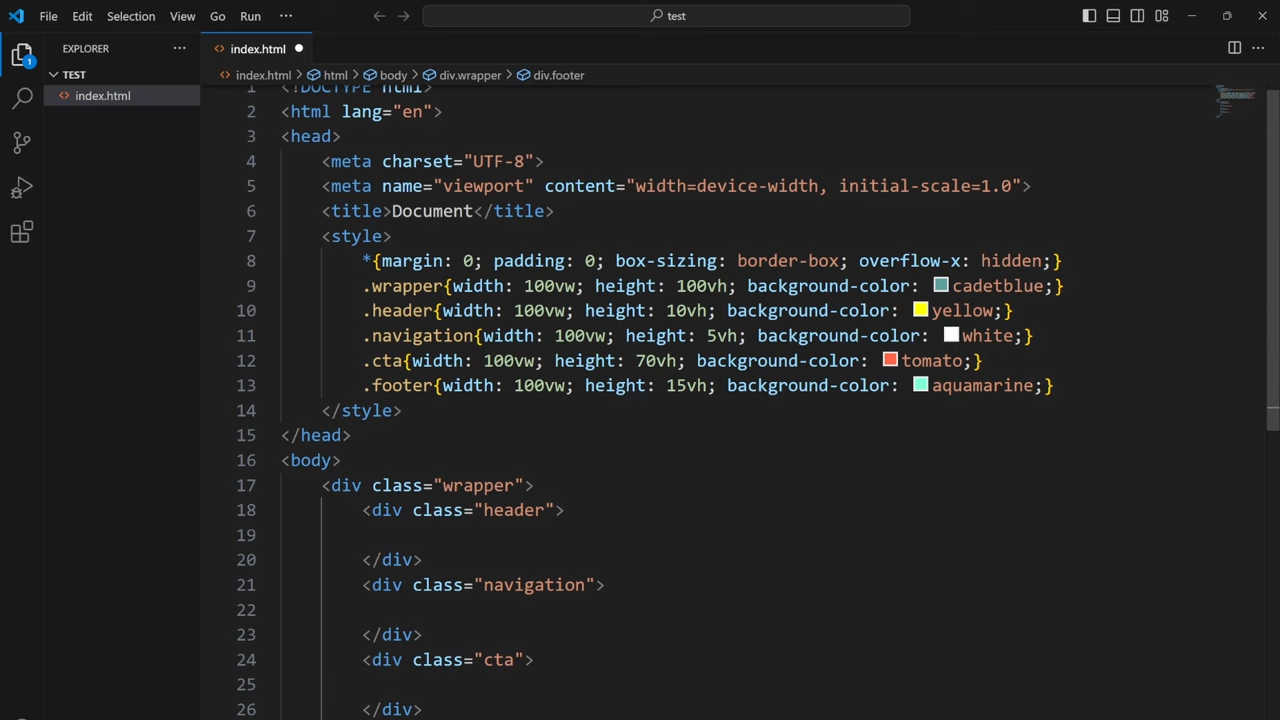 File Edit Selection View Go Run ···
test
EXPLORER ···
index.html
TEST
index.html > html > body > div.wrapper > div.footer
index.html
1
1 <!DOCTYPE html>
2 <html lang="en">
3 <head>
4 <meta charset="UTF-8">
5 <meta name="viewport" content="width=device-width, initial-scale=1.0">
6 <title>Document</title>
7 <style>
8 *{margin: 0; padding: 0; box-sizing: border-box; overflow-x: hidden;}
9 .wrapper{width: 100vw; height: 100vh; background-color: cadetblue;}
10 .header{width: 100vw; height: 10vh; background-color: yellow;}
11 .navigation{width: 100vw; height: 5vh; background-color: white;}
12 .cta{width: 100vw; height: 70vh; background-color: tomato;}
13 .footer{width: 100vw; height: 15vh; background-color: aquamarine;}
14 </style>
15 </head>
16 <body>
17 <div class="wrapper">
18 <div class="header">
19
20 </div>
21 <div class="navigation">
22
23 </div>
24 <div class="cta">
25
26 </div>